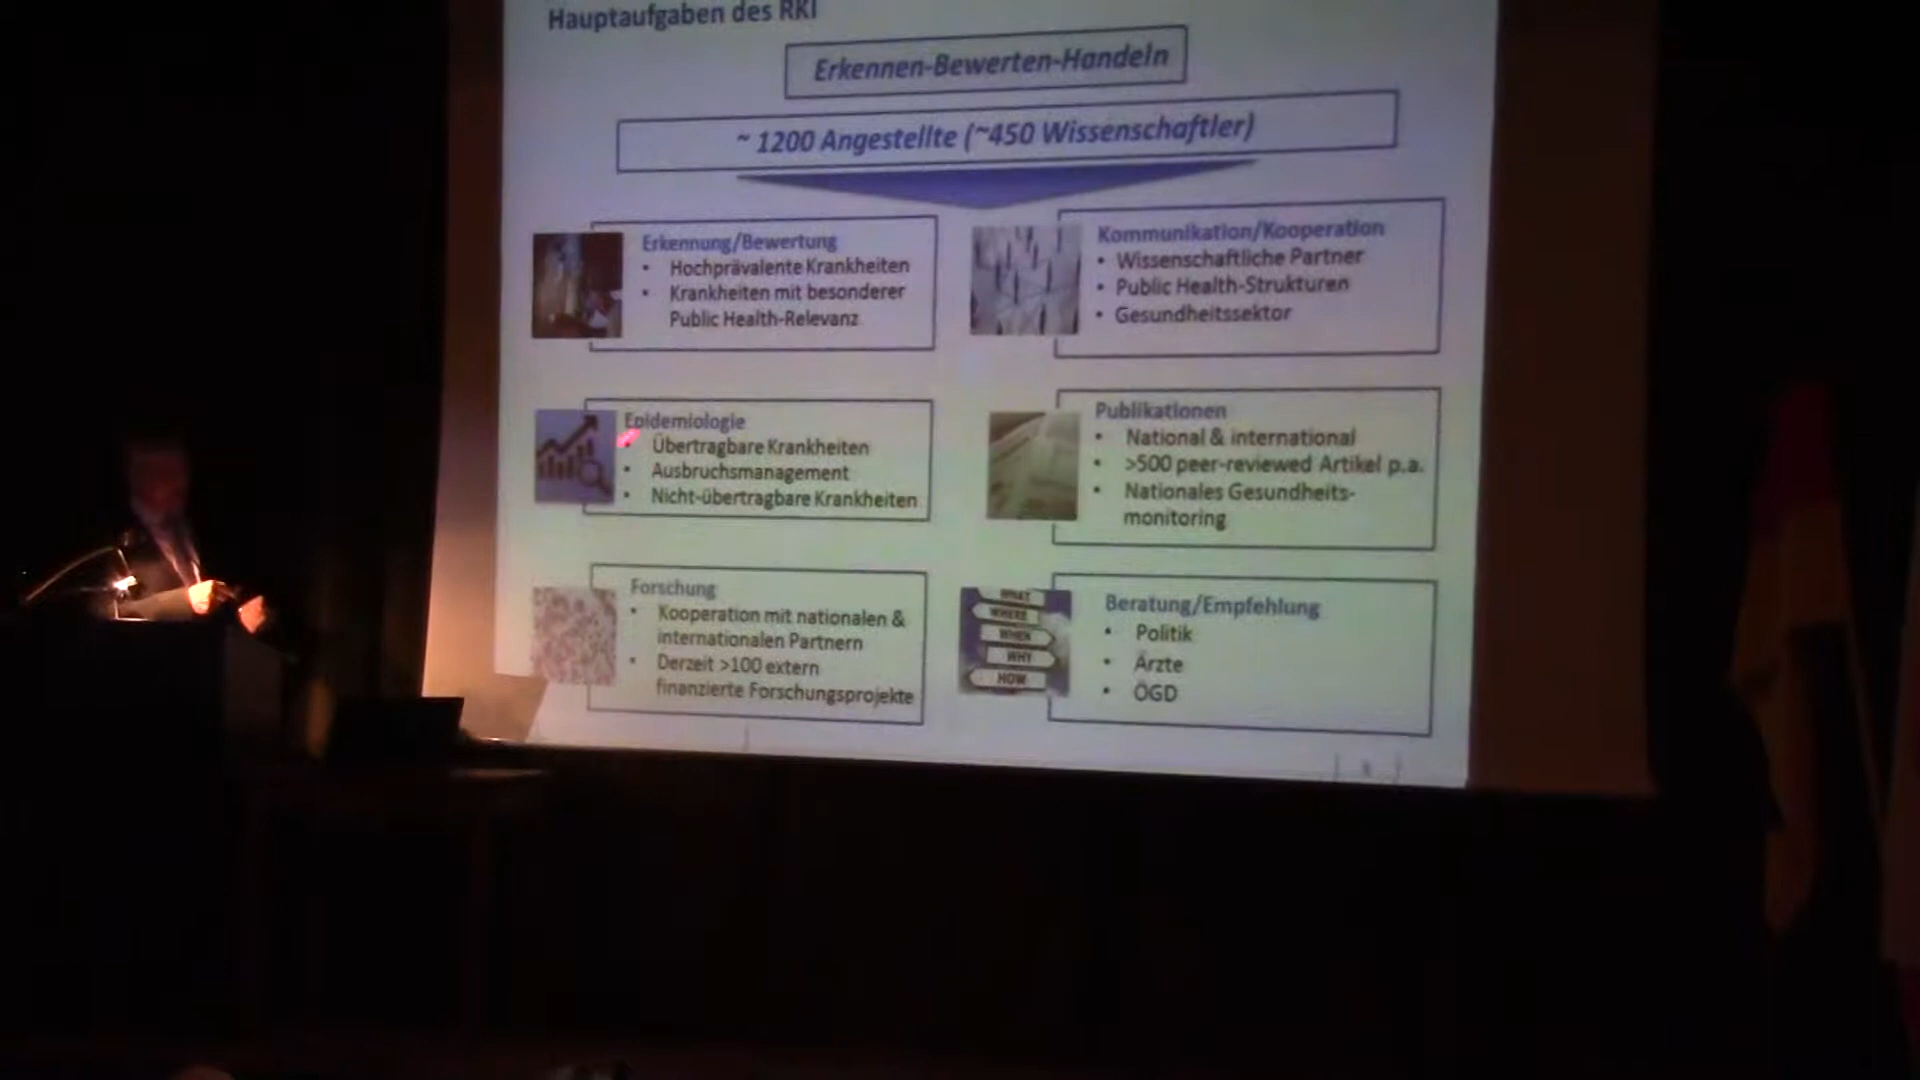 Hauptaufgaben des RKI
Erkennen-Bewerten-Handeln
~ 1200 Angestellte (~450 Wissenschaftler)
Erkennung/Bewertung
• Hochprävalente Krankheiten
• Krankheiten mit besonderer
Public Health-Relevanz
Kommunikation/Kooperation
• Wissenschaftliche Partner
• Public Health-Strukturen
• Gesundheitssektor
Epidemiologie
• Übertragbare Krankheiten
• Ausbruchsmanagement
• Nicht-übertragbare Krankheiten
Publikationen
• National & international
• >500 peer-reviewed Artikel p.a.
• Nationales Gesundheits-
monitoring
Forschung
• Kooperation mit nationalen &
internationalen Partnern
• Derzeit >100 extern
finanzierte Forschungsprojekte
WHAT
WHERE
WHEN
WHY
HOW
Beratung/Empfehlung
• Politik
• Ärzte
• ÖGD